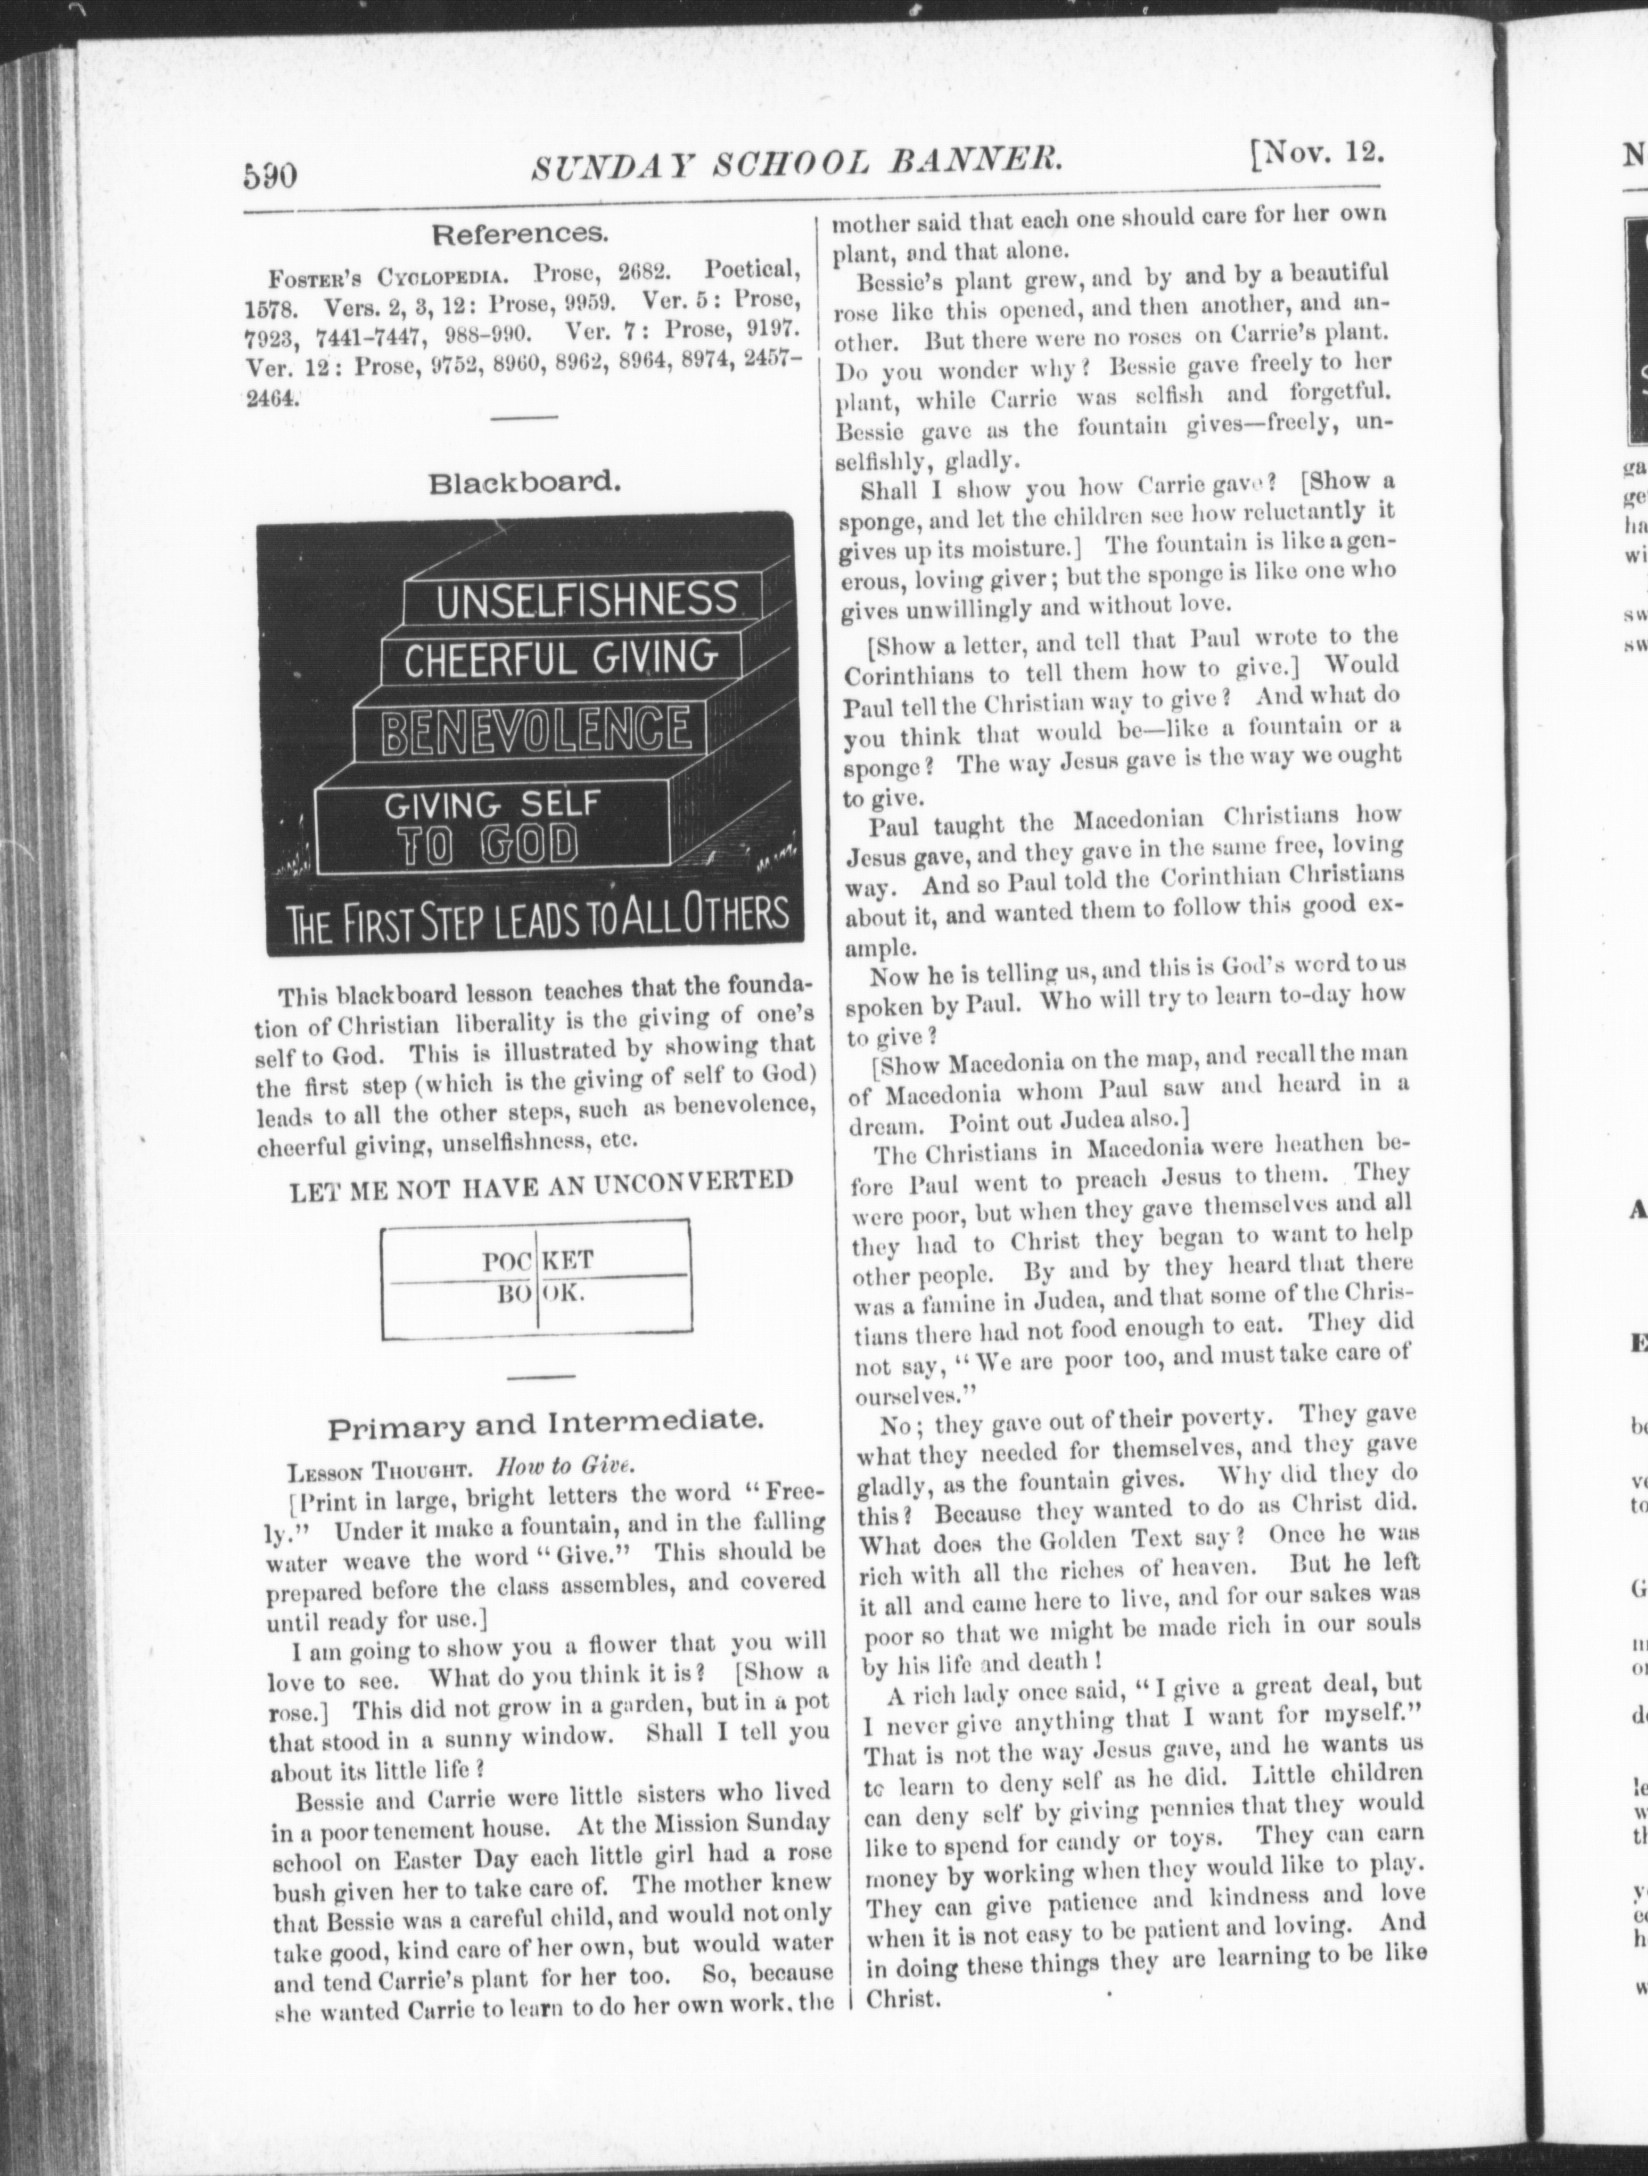 590
SUNDAY SCHOOL BANNER.
[Nov. 12.
References.
FOSTER'S CYCLOPEDIA. Prose, 2682. Poetical,
1578. Vers. 2, 3, 12: Prose, 9959. Ver. 5: Prose,
7923, 7441-7447, 988-990. Ver. 7: Prose, 9197.
Ver. 12: Prose, 9752, 8960, 8962, 8964, 8974, 2457-
2464.
Blackboard.
UNSELFISHNESS
CHEERFUL GIVING
BENEVOLENCE
GIVING SELF
TO GOD
THE FIRST STEP LEADS TO ALL OTHERS
This blackboard lesson teaches that the founda-
tion of Christian liberality is the giving of one's
self to God. This is illustrated by showing that
the first step (which is the giving of self to God)
leads to all the other steps, such as benevolence,
cheerful giving, unselfishness, etc.
LET ME NOT HAVE AN UNCONVERTED
POCKET
BOOK.
Primary and Intermediate.
LESSON THOUGHT. How to Give.
[Print in large, bright letters the word "Free-
ly." Under it make a fountain, and in the falling
water weave the word "Give." This should be
prepared before the class assembles, and covered
until ready for use.]
I am going to show you a flower that you will
love to see. What do you think it is? [Show a
rose.] This did not grow in a garden, but in a pot
that stood in a sunny window. Shall I tell you
about its little life?
Bessie and Carrie were little sisters who lived
in a poor tenement house. At the Mission Sunday
school on Easter Day each little girl had a rose
bush given her to take care of. The mother knew
that Bessie was a careful child, and would not only
take good, kind care of her own, but would water
and tend Carrie's plant for her too. So, because
she wanted Carrie to learn to do her own work, the
mother said that each one should care for her own
plant, and that alone.
Bessie's plant grew, and by and by a beautiful
rose like this opened, and then another, and an-
other. But there were no roses on Carrie's plant.
Do you wonder why? Bessie gave freely to her
plant, while Carrie was selfish and forgetful.
Bessie gave as the fountain gives—freely, un-
selfishly, gladly.
Shall I show you how Carrie gave? [Show a
sponge, and let the children see how reluctantly it
gives up its moisture.] The fountain is like a gen-
erous, loving giver; but the sponge is like one who
gives unwillingly and without love.
[Show a letter, and tell that Paul wrote to the
Corinthians to tell them how to give.] Would
Paul tell the Christian way to give? And what do
you think that would be—like a fountain or a
sponge? The way Jesus gave is the way we ought
to give.
Paul taught the Macedonian Christians how
Jesus gave, and they gave in the same free, loving
way. And so Paul told the Corinthian Christians
about it, and wanted them to follow this good ex-
ample.
Now he is telling us, and this is God's word to us
spoken by Paul. Who will try to learn to-day how
to give?
[Show Macedonia on the map, and recall the man
of Macedonia whom Paul saw and heard in a
dream. Point out Judea also.]
The Christians in Macedonia were heathen be-
fore Paul went to preach Jesus to them. They
were poor, but when they gave themselves and all
they had to Christ they began to want to help
other people. By and by they heard that there
was a famine in Judea, and that some of the Chris-
tians there had not food enough to eat. They did
not say, "We are poor too, and must take care of
ourselves."
No; they gave out of their poverty. They gave
what they needed for themselves, and they gave
gladly, as the fountain gives. Why did they do
this? Because they wanted to do as Christ did.
What does the Golden Text say? Once he was
rich with all the riches of heaven. But he left
it all and came here to live, and for our sakes was
poor so that we might be made rich in our souls
by his life and death!
A rich lady once said, "I give a great deal, but
I never give anything that I want for myself."
That is not the way Jesus gave, and he wants us
to learn to deny self as he did. Little children
can deny self by giving pennies that they would
like to spend for candy or toys. They can earn
money by working when they would like to play.
They can give patience and kindness and love
when it is not easy to be patient and loving. And
in doing these things they are learning to be like
Christ.